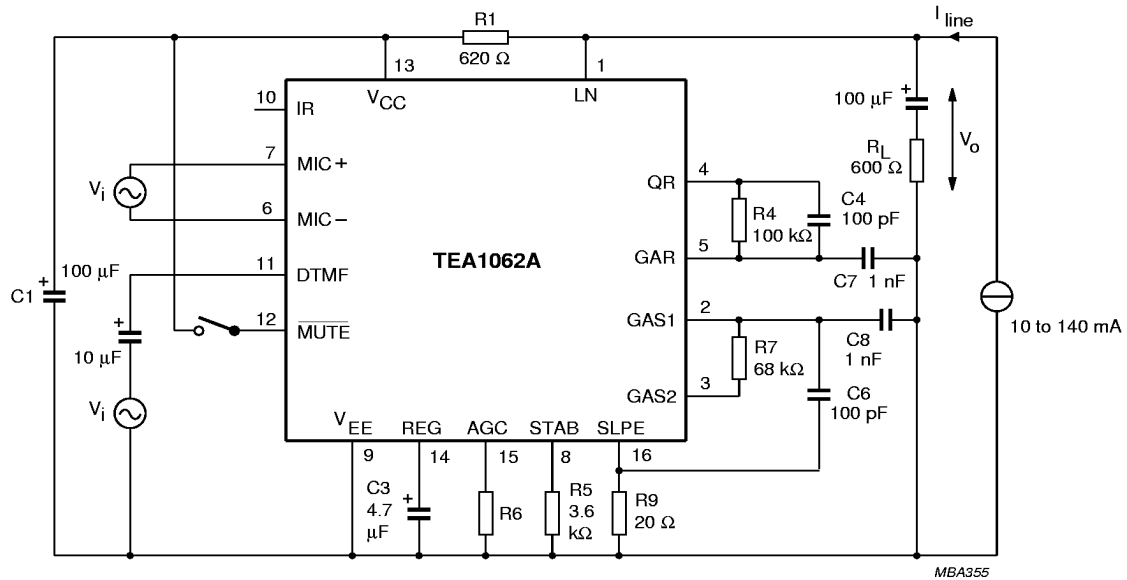 R1
I line
620 Ω
13
1
10
IR
VCC
LN
100 μF
RL
600 Ω
Vo
7
MIC+
Vi
6
MIC−
4
QR
R4
100 kΩ
C4
100 pF
TEA1062A
5
GAR
C7 1 nF
11
DTMF
100 μF
C1
12
MUTE
10 μF
2
GAS1
C8
1 nF
10 to 140 mA
R7
68 kΩ
3
GAS2
C6
100 pF
Vi
VEE
REG
AGC
STAB
SLPE
9
14
15
8
16
C3
4.7
μF
R6
R5
3.6
kΩ
R9
20 Ω
MBA355